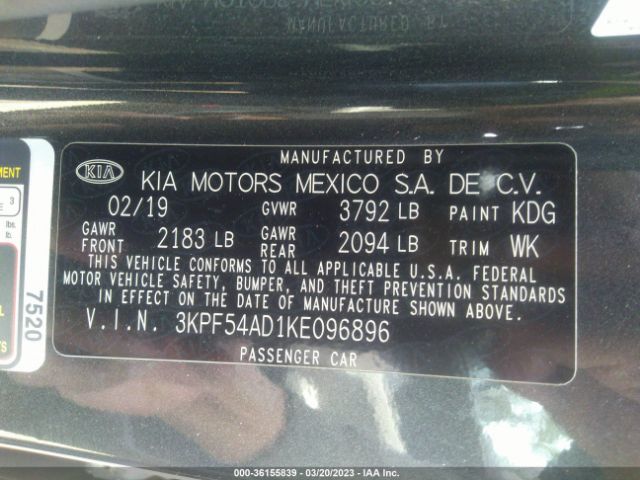 MANUFACTURED BY
KIA KIA MOTORS MEXICO S.A. DE C.V.
02/19 GVWR 3792 LB PAINT KDG
GAWR FRONT 2183 LB GAWR REAR 2094 LB TRIM WK
THIS VEHICLE CONFORMS TO ALL APPLICABLE U.S.A. FEDERAL
MOTOR VEHICLE SAFETY, BUMPER, AND THEFT PREVENTION STANDARDS
IN EFFECT ON THE DATE OF MANUFACTURE SHOWN ABOVE.
V.I.N. 3KPF54AD1KE096896
PASSENGER CAR
3
lbs.
lb.
7520
000-36155839 - 03/20/2023 - IAA Inc.